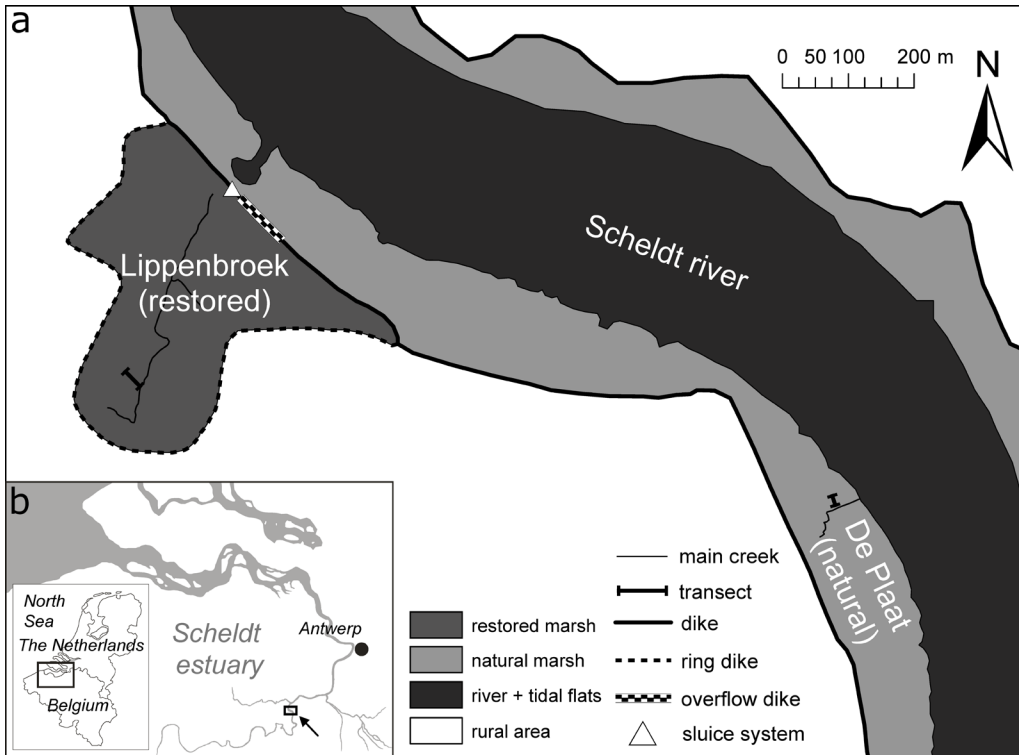 a
0 50 100 200 m
N
Scheldt river
Lippenbroek
(restored)
De Plaat
(natural)
b
North
Sea
The Netherlands
Belgium
Scheldt
estuary
Antwerp
restored marsh
natural marsh
river + tidal flats
rural area
main creek
transect
dike
ring dike
overflow dike
sluice system